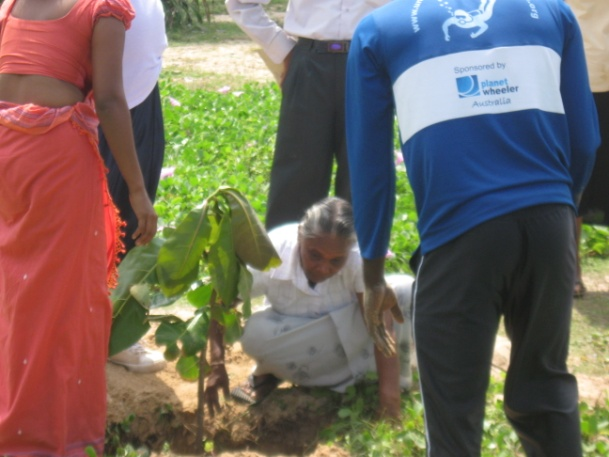 Sponsored by
planet
wheeler
Australia